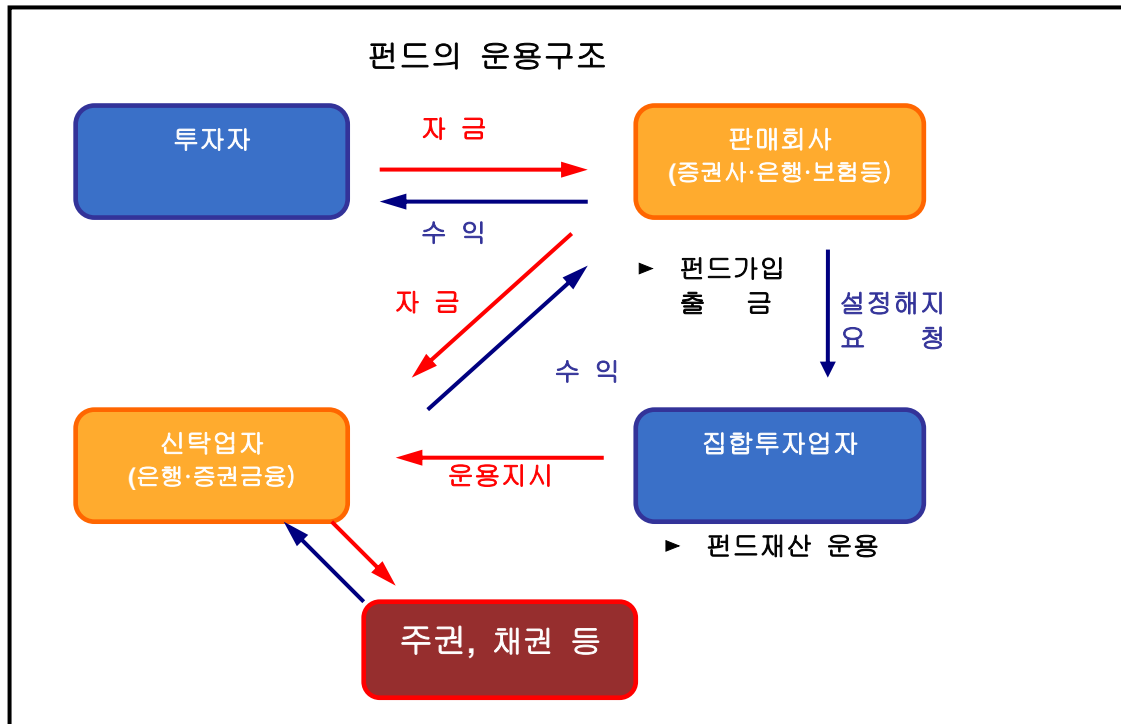 펀드의 운용구조
투자자
자 금
판매회사
(증권사·은행·보험등)
수 익
► 펀드가입
출 금
자 금
설정해지
요 청
수 익
신탁업자
(은행·증권금융)
집합투자업자
운용지시
► 펀드재산 운용
주권, 채권 등